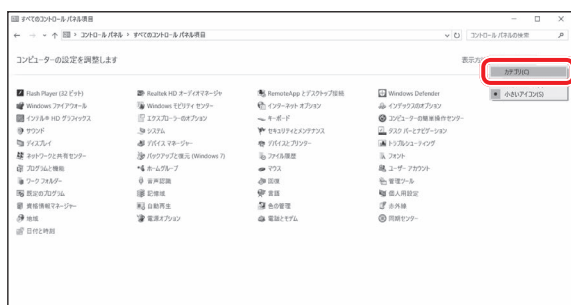 すべてのコントロール パネル項目
コントロール パネル > すべてのコントロール パネル項目
コントロール パネルの検索
コンピューターの設定を調整します
表示方
カテゴリ(C)
小さいアイコン(S)
Flash Player (32 ビット)
Realtek HD オーディオマネージャ
RemoteApp とデスクトップ接続
Windows Defender
Windows ファイアウォール
Windows モビリティ センター
インターネット オプション
インデックスのオプション
インテル® HD グラフィックス
エクスプローラーのオプション
キーボード
コンピューターの簡単操作センター
サウンド
システム
セキュリティとメンテナンス
タスク バーとナビゲーション
ディスプレイ
デバイス マネージャー
デバイスとプリンター
トラブルシューティング
ネットワークと共有センター
バックアップと復元 (Windows 7)
ファイル履歴
フォント
プログラムと機能
ホームグループ
マウス
ユーザー アカウント
ワーク フォルダー
音声認識
回復
管理ツール
既定のプログラム
記憶域
言語
個人用設定
資格情報マネージャー
自動再生
色の管理
赤外線
地域
電源オプション
電話とモデム
同期センター
日付と時刻